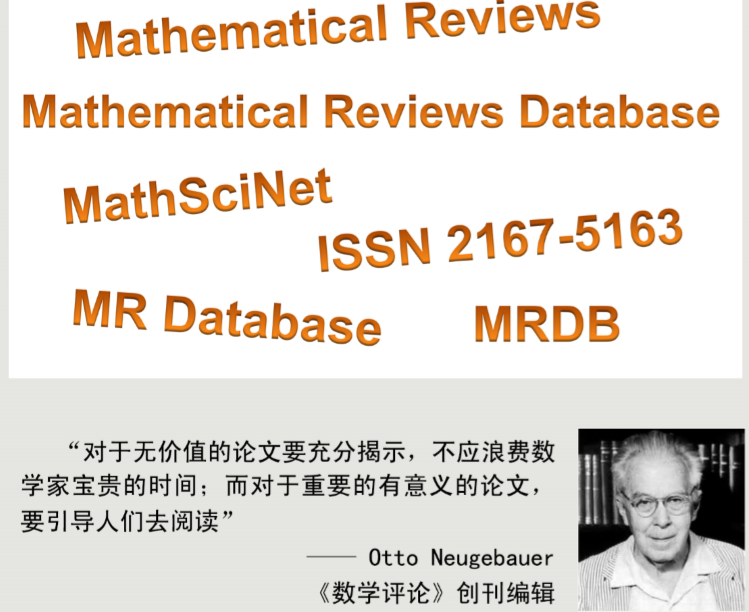 Mathematical Reviews
Mathematical Reviews Database
MathSciNet
ISSN 2167-5163
MR Database
MRDB
“对于无价值的论文要充分揭示，不应浪费数
学家宝贵的时间；而对于重要的有意义的论文，
要引导人们去阅读”
—— Otto Neugebauer
《数学评论》创刊编辑